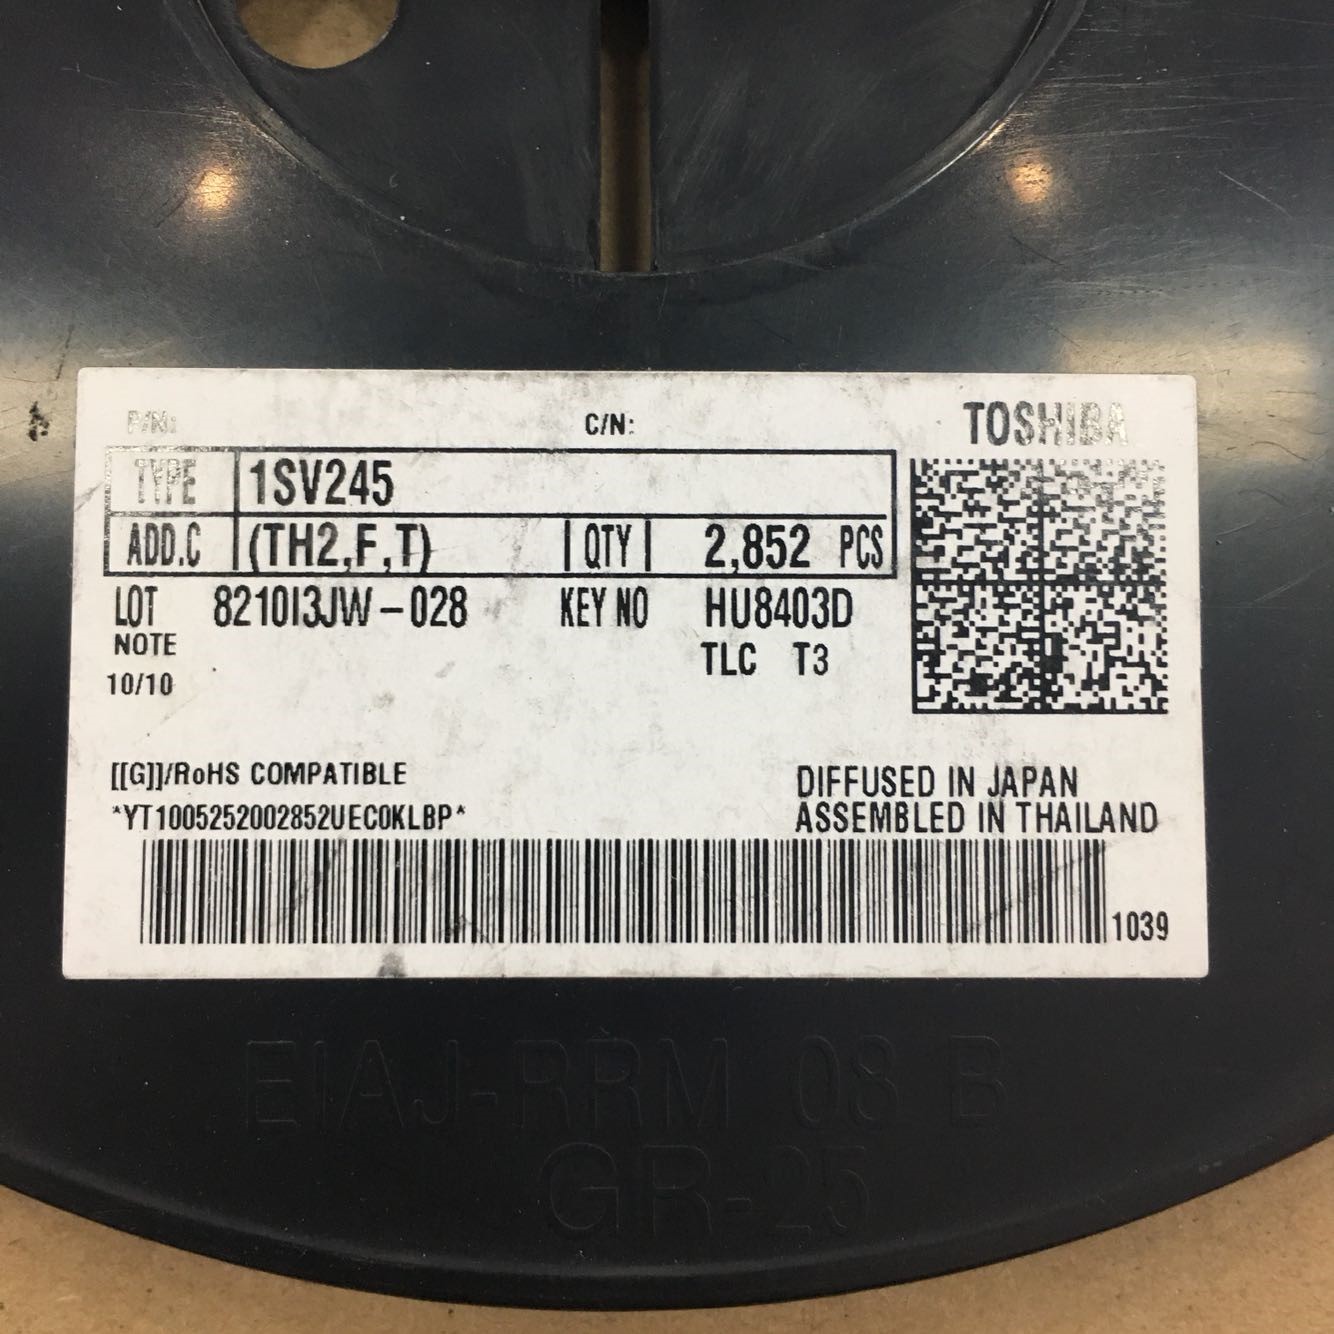 P/N: C/N: TOSHIBA
TYPE 1SV245
ADD.C (TH2,F,T) QTY 2,852 PCS
LOT 8210I3JW-028 KEY NO HU8403D
NOTE TLC T3
10/10
[[G]]/RoHS COMPATIBLE
*YT1005252002852UEC0KLBP*
DIFFUSED IN JAPAN
ASSEMBLED IN THAILAND
1039
EIAJ-RRM 08 B
GR-25